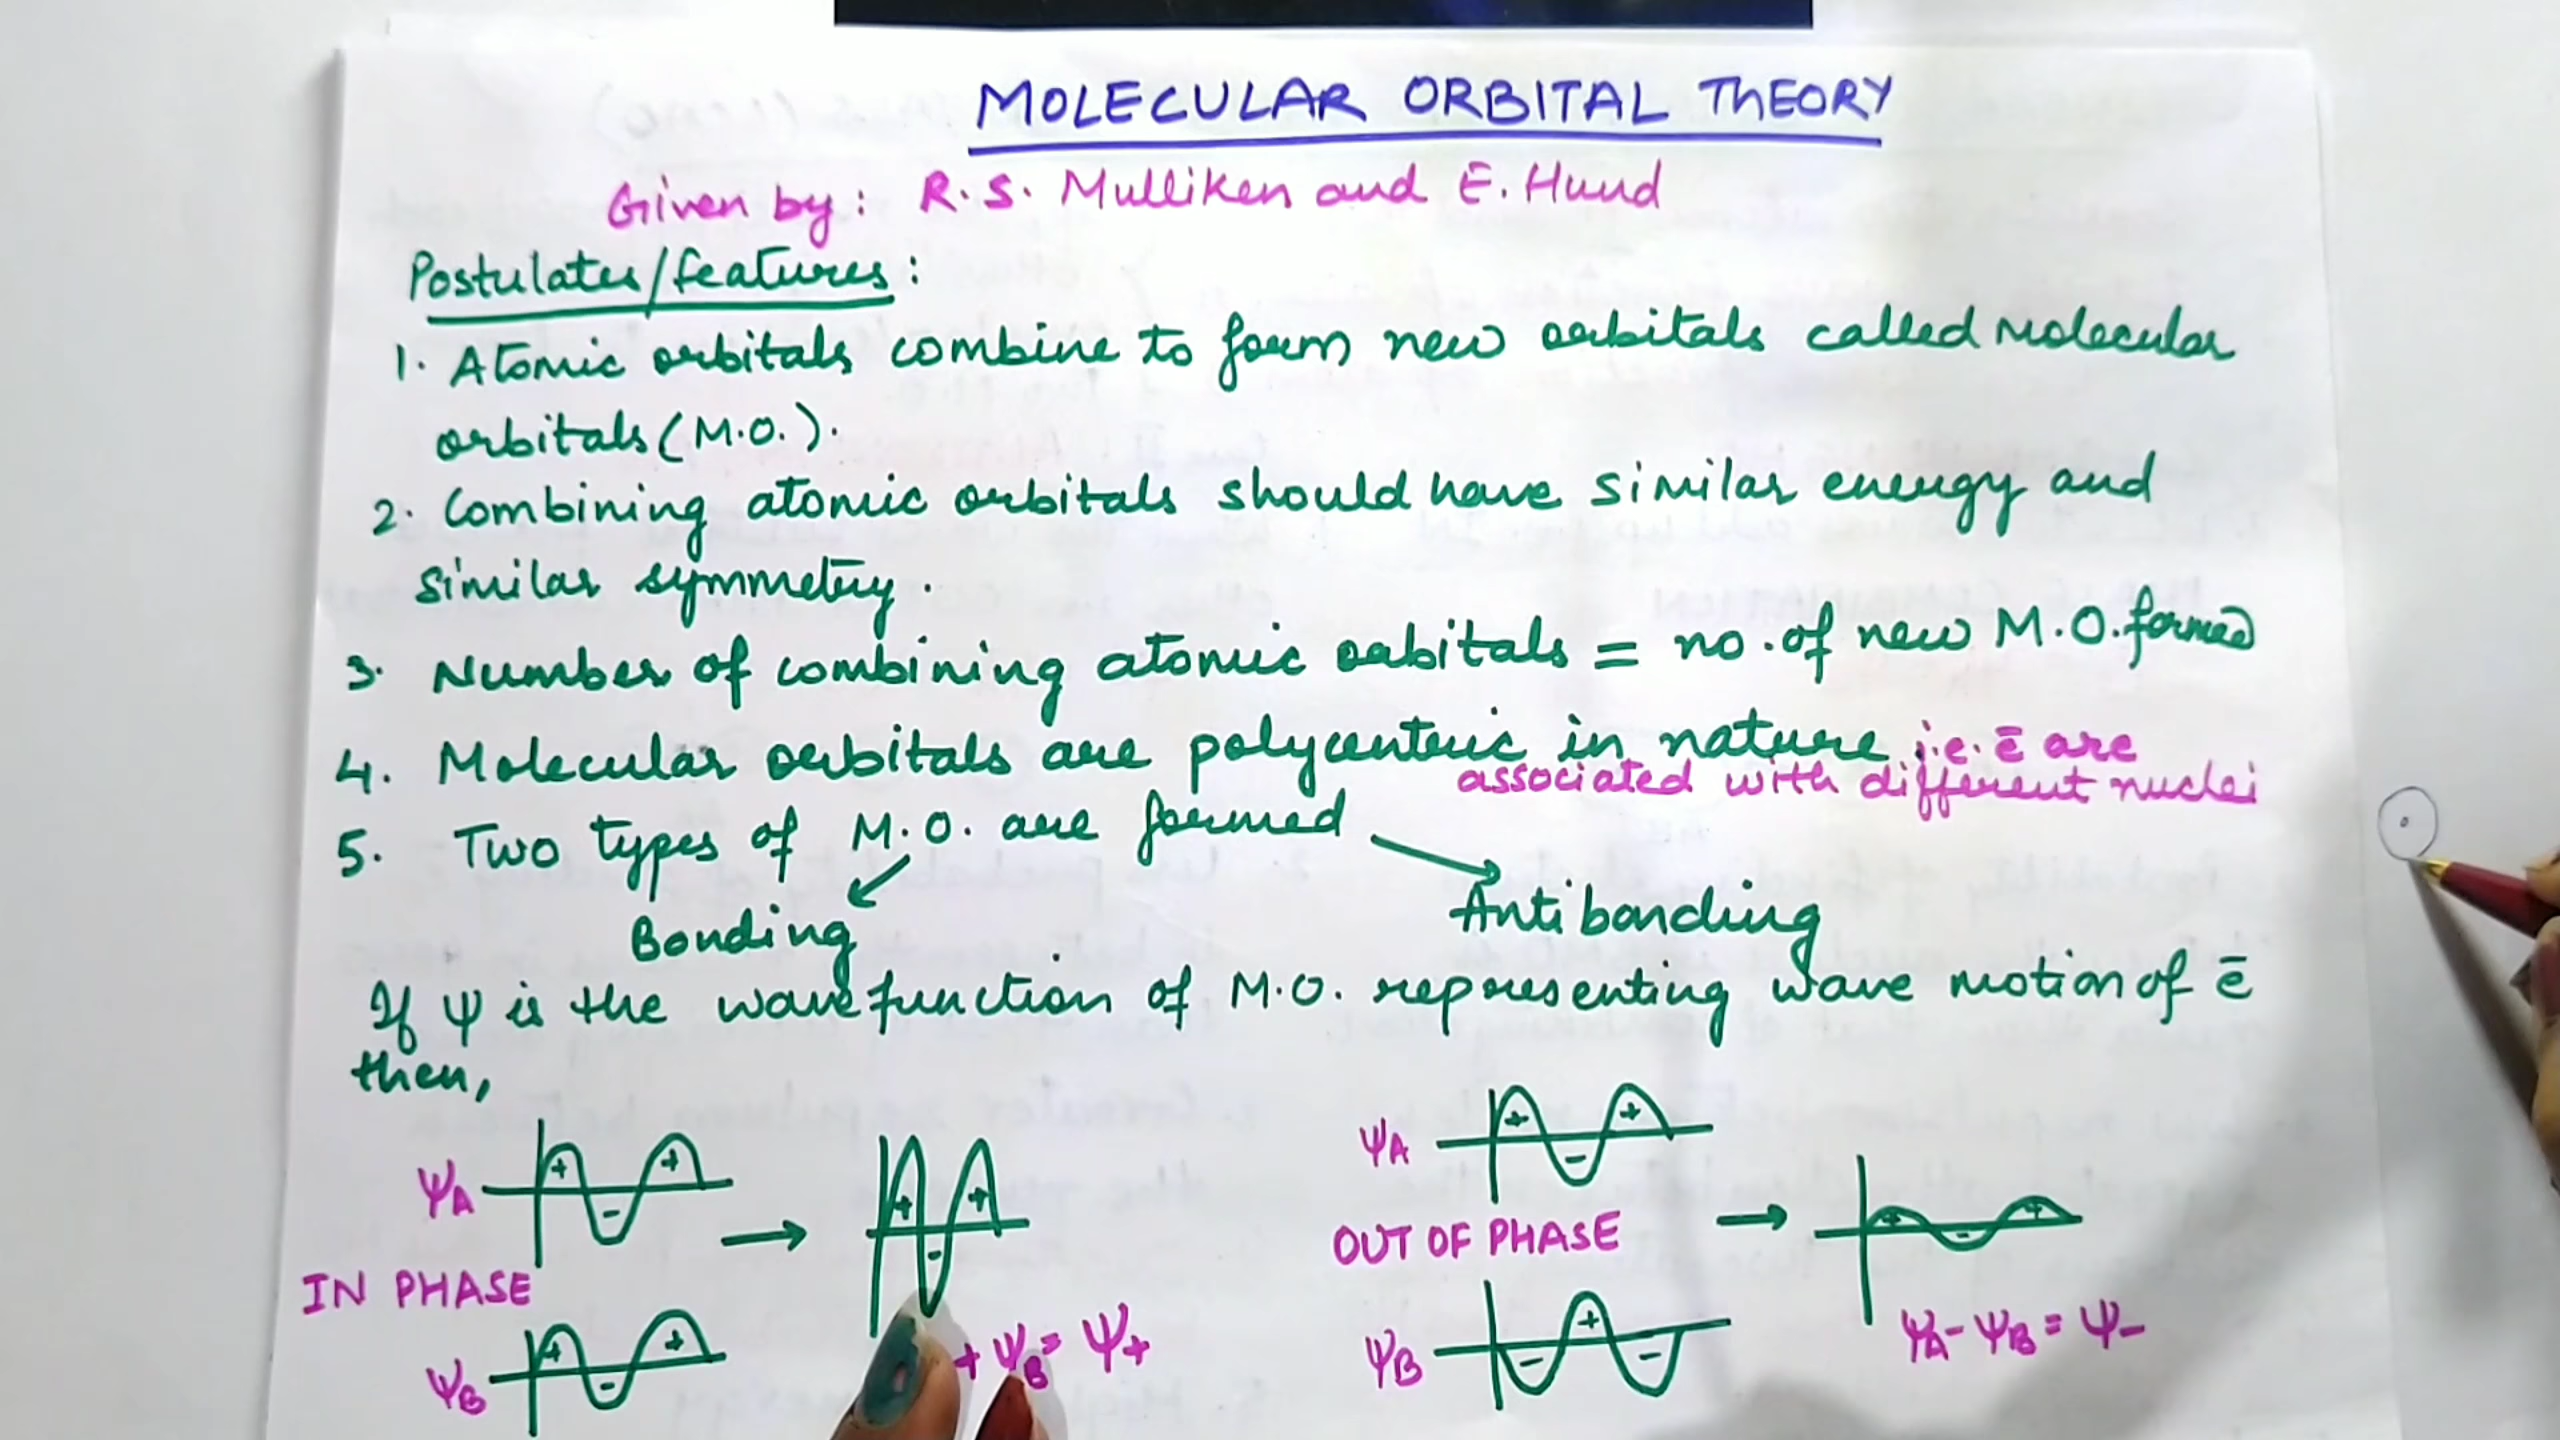 MOLECULAR ORBITAL THEORY
Given by: R.S. Mulliken and E. Hund
Postulates/features:
1. Atomic orbitals combine to form new orbitals called Molecular
orbitals (M.O.).
2. Combining atomic orbitals should have similar energy and
similar symmetry.
3. Number of combining atomic orbitals = no. of new M.O. formed
4. Molecular orbitals are polycentric in nature i.e. ē are
associated with different nuclei
5. Two types of M.O. are formed
Bonding
Antibonding
If ψ is the wave function of M.O. representing wave motion of ē
then,
ψA + - +
IN PHASE
ψB + - +
+ - +
+ ψB = ψ+
ψA + - +
OUT OF PHASE
ψB - + -
+ - +
ψA - ψB = ψ-